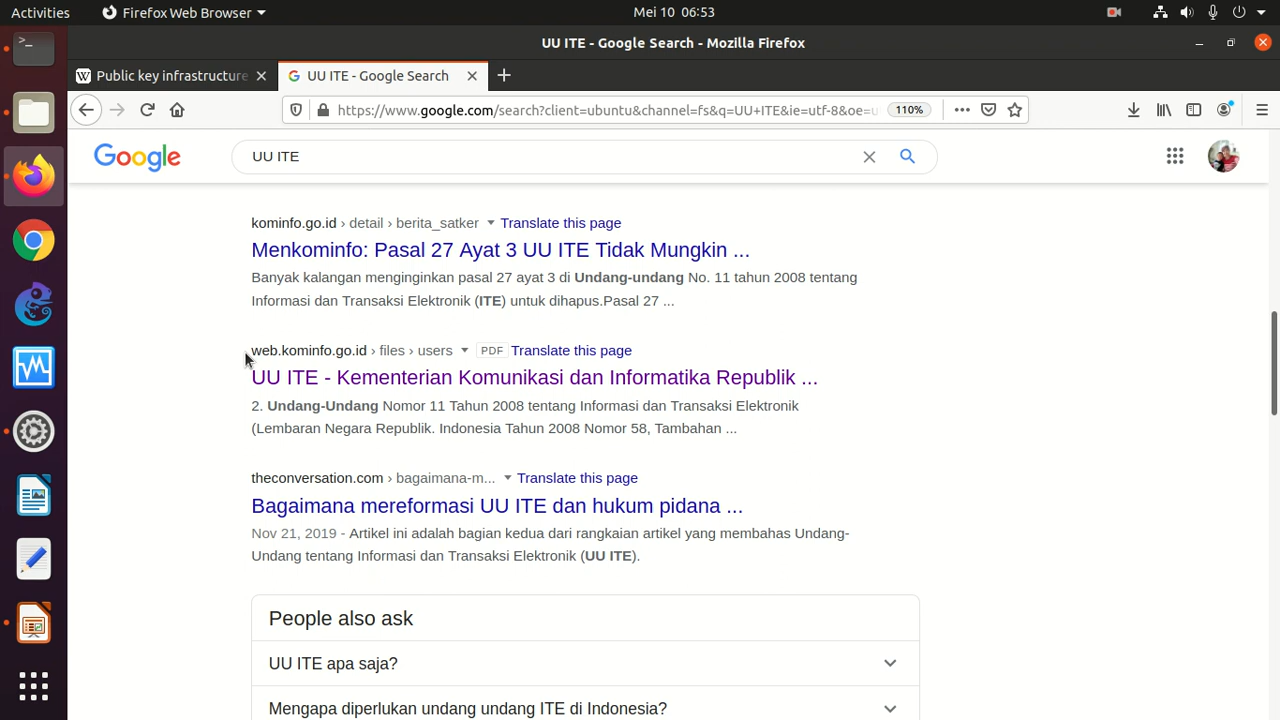 Activities
Firefox Web Browser
Mei 10 06:53
UU ITE - Google Search - Mozilla Firefox
Public key infrastructure
UU ITE - Google Search
https://www.google.com/search?client=ubuntu&channel=fs&q=UU+ITE&ie=utf-8&oe=u
110%
Google
UU ITE
kominfo.go.id › detail › berita_satker Translate this page
Menkominfo: Pasal 27 Ayat 3 UU ITE Tidak Mungkin ...
Banyak kalangan menginginkan pasal 27 ayat 3 di Undang-undang No. 11 tahun 2008 tentang
Informasi dan Transaksi Elektronik (ITE) untuk dihapus.Pasal 27 ...
web.kominfo.go.id › files › users PDF Translate this page
UU ITE - Kementerian Komunikasi dan Informatika Republik ...
2. Undang-Undang Nomor 11 Tahun 2008 tentang Informasi dan Transaksi Elektronik
(Lembaran Negara Republik. Indonesia Tahun 2008 Nomor 58, Tambahan ...
theconversation.com › bagaimana-m... Translate this page
Bagaimana mereformasi UU ITE dan hukum pidana ...
Nov 21, 2019 - Artikel ini adalah bagian kedua dari rangkaian artikel yang membahas Undang-
Undang tentang Informasi dan Transaksi Elektronik (UU ITE).
People also ask
UU ITE apa saja?
Mengapa diperlukan undang undang ITE di Indonesia?